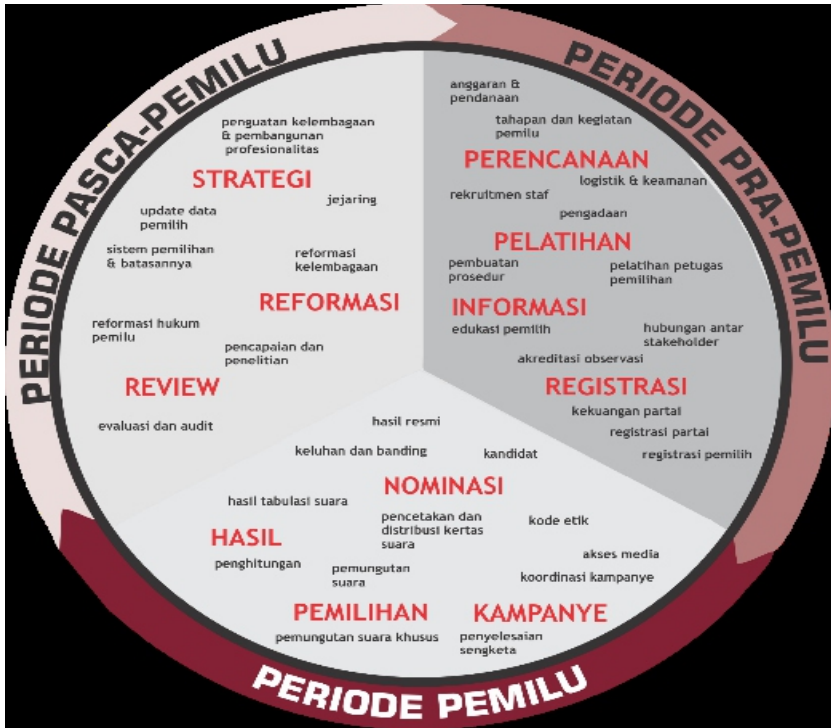 PERIODE PRA-PEMILU
anggaran &
pendanaan
tahapan dan kegiatan
pemilu
PERENCANAAN
logistik & keamanan
rekruitmen staf
pengadaan
PELATIHAN
pembuatan
prosedur
pelatihan petugas
pemilihan
INFORMASI
edukasi pemilih
hubungan antar
stakeholder
akreditasi observasi
REGISTRASI
kekuangan partai
registrasi partai
registrasi pemilih
PERIODE PEMILU
hasil resmi
keluhan dan banding
kandidat
NOMINASI
hasil tabulasi suara
pencetakan dan
distribusi kertas
suara
kode etik
HASIL
penghitungan
pemungutan
suara
akses media
koordinasi kampanye
PEMILIHAN
pemungutan suara khusus
KAMPANYE
penyelesaian
sengketa
PERIODE PASCA-PEMILU
penguatan kelembagaan
& pembangunan
profesionalitas
STRATEGI
jejaring
update data
pemilih
sistem pemilihan
& batasannya
reformasi
kelembagaan
REFORMASI
reformasi hukum
pemilu
pencapaian dan
penelitian
REVIEW
evaluasi dan audit